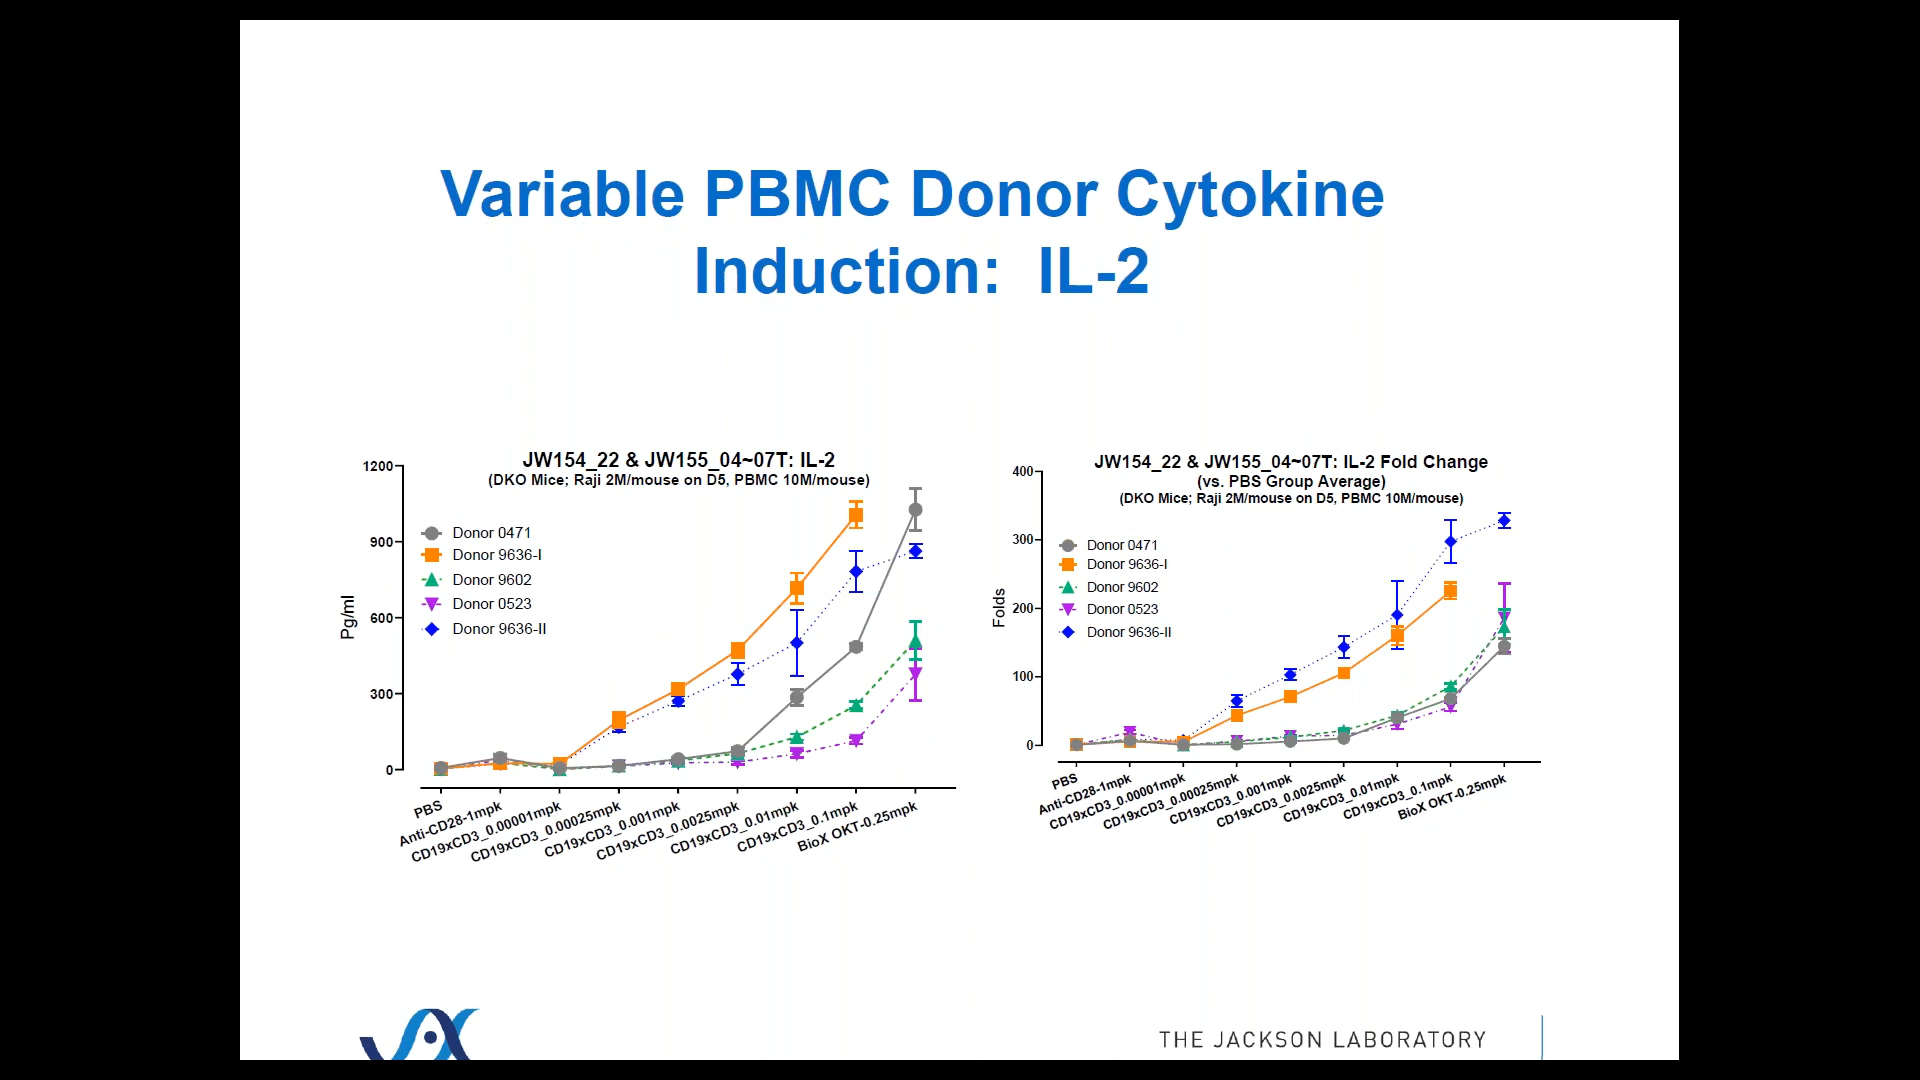 Variable PBMC Donor Cytokine
Induction: IL-2
JW154_22 & JW155_04~07T: IL-2
(DKO Mice; Raji 2M/mouse on D5, PBMC 10M/mouse)
1200
900
600
300
0
Pg/ml
Donor 0471
Donor 9636-I
Donor 9602
Donor 0523
Donor 9636-II
PBS
Anti-CD28-1mpk
CD19xCD3_0.00001mpk
CD19xCD3_0.00025mpk
CD19xCD3_0.001mpk
CD19xCD3_0.0025mpk
CD19xCD3_0.01mpk
CD19xCD3_0.1mpk
BioX OKT-0.25mpk
JW154_22 & JW155_04~07T: IL-2 Fold Change
(vs. PBS Group Average)
(DKO Mice; Raji 2M/mouse on D5, PBMC 10M/mouse)
400
300
200
100
0
Folds
Donor 0471
Donor 9636-I
Donor 9602
Donor 0523
Donor 9636-II
PBS
Anti-CD28-1mpk
CD19xCD3_0.00001mpk
CD19xCD3_0.00025mpk
CD19xCD3_0.001mpk
CD19xCD3_0.0025mpk
CD19xCD3_0.01mpk
CD19xCD3_0.1mpk
BioX OKT-0.25mpk
THE JACKSON LABORATORY